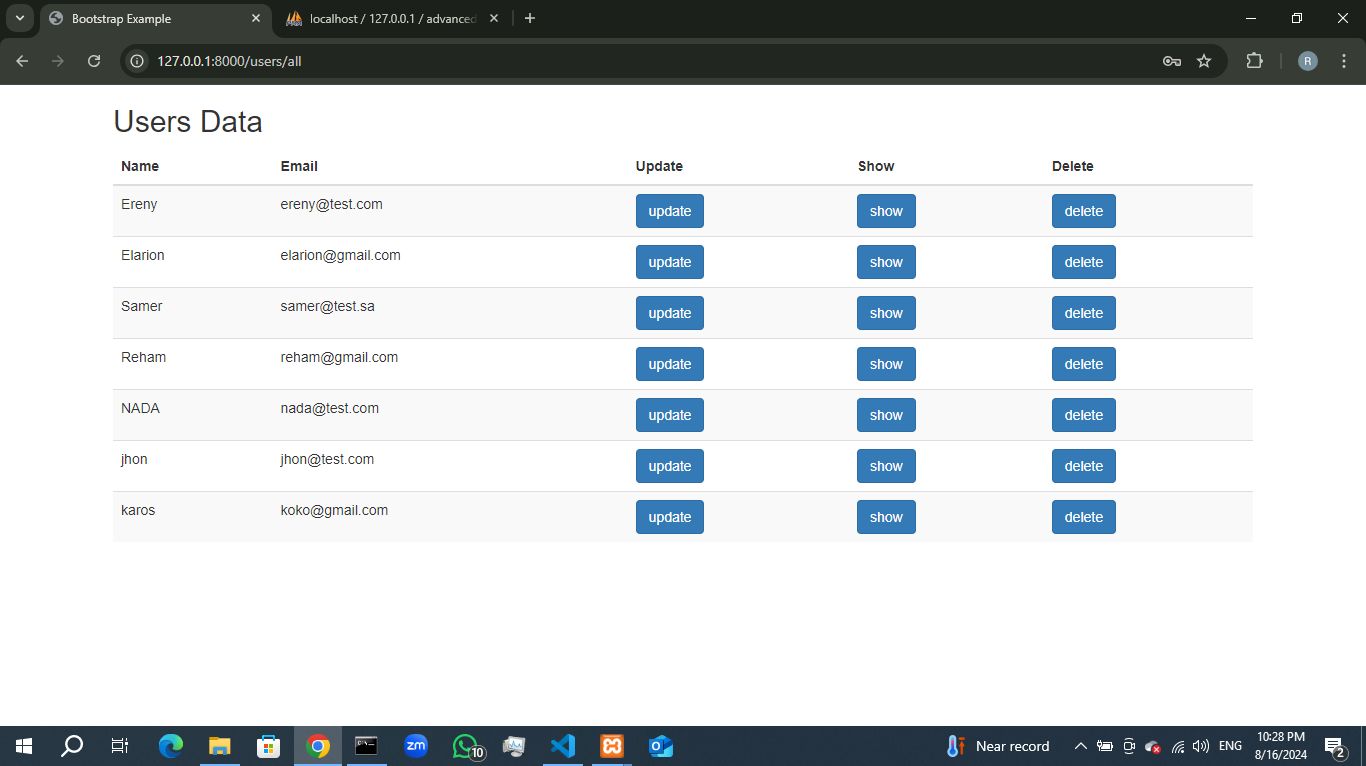 Bootstrap Example
localhost / 127.0.0.1 / advanced
127.0.0.1:8000/users/all
R
Users Data
Name Email Update Show Delete
Ereny ereny@test.com update show delete
Elarion elarion@gmail.com update show delete
Samer samer@test.sa update show delete
Reham reham@gmail.com update show delete
NADA nada@test.com update show delete
jhon jhon@test.com update show delete
karos koko@gmail.com update show delete
zm
10
Near record
ENG
10:28 PM
8/16/2024
2